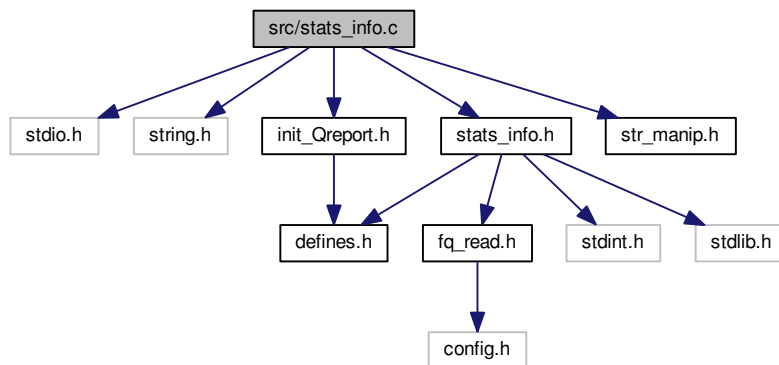 src/stats_info.c
stdio.h
string.h
init_Qreport.h
stats_info.h
str_manip.h
defines.h
fq_read.h
stdint.h
stdlib.h
config.h